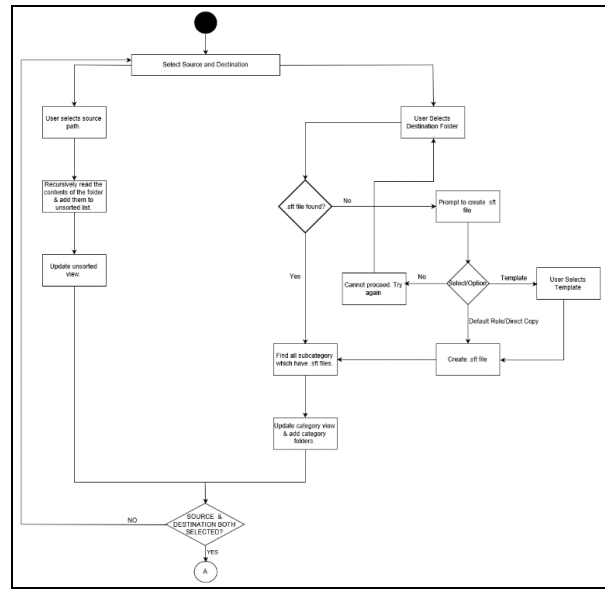 Select Source and Destination
User selects source
path.
User Selects
Destination Folder
Recursively read the
contents of the folder
& add them to
unsorted list.
.sft file found?
No
Prompt to create .sft
file
Update unsorted
view.
Yes
Cannot proceed. Try
again
No
Select/Option
Template
User Selects
Template
Default Rule/Direct Copy
Find all subcategory
which have .sft files.
Create .sft file
Update category view
& add category
folders.
SOURCE &
DESTINATION BOTH
SELECTED?
NO
YES
A